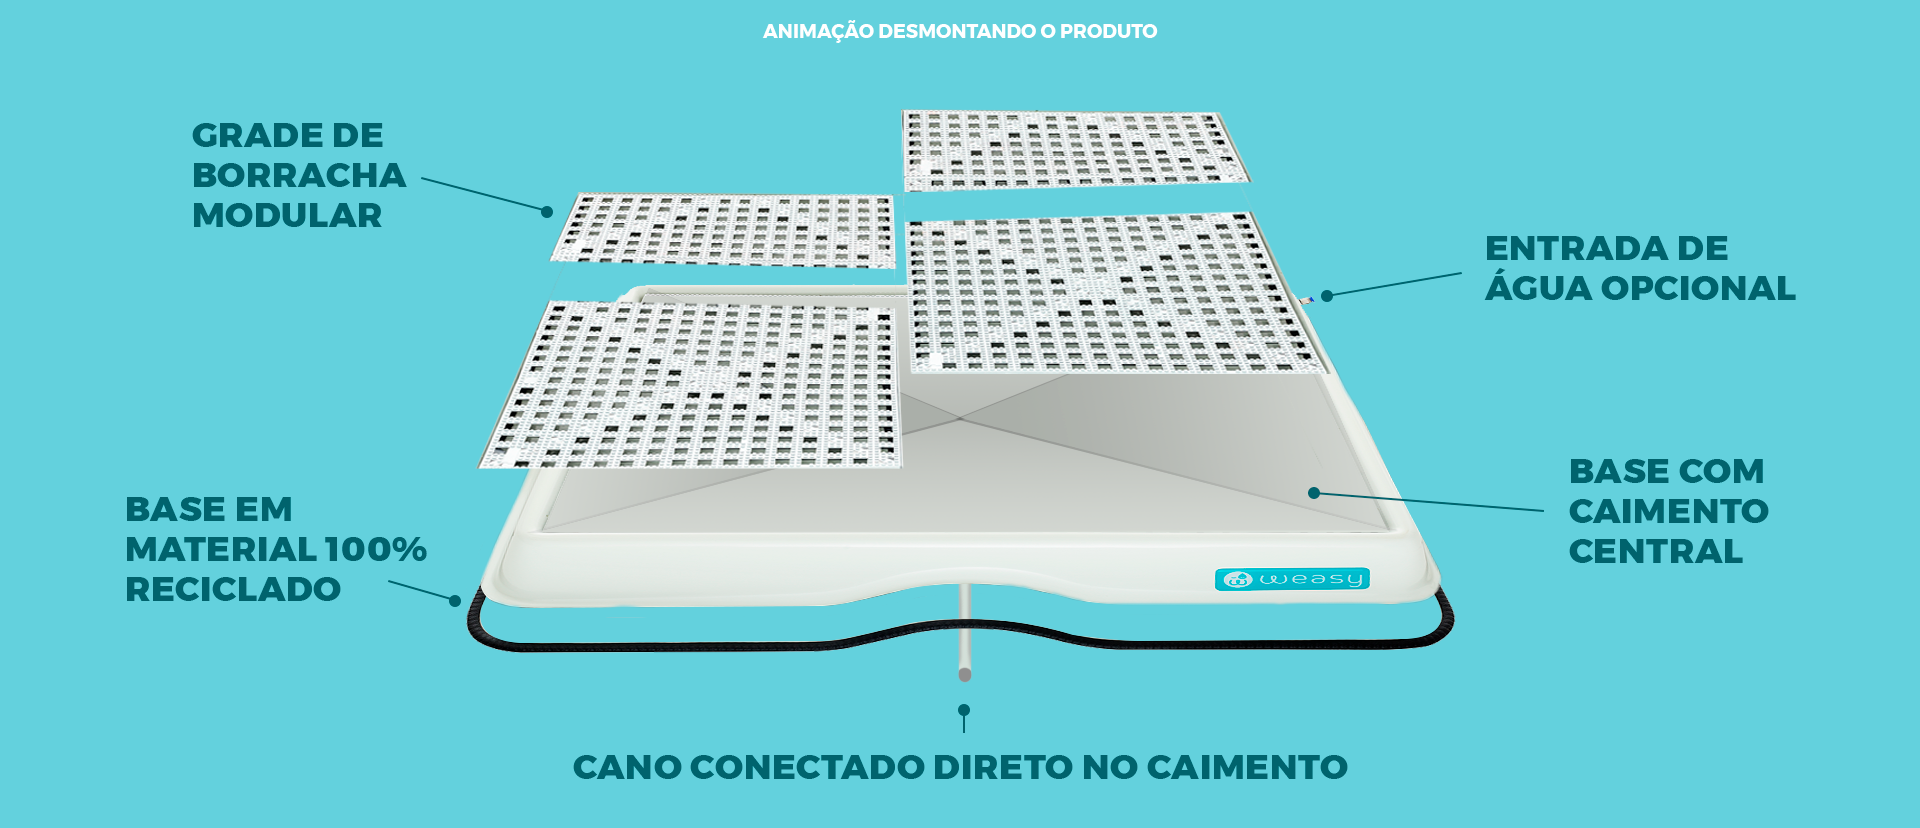 ANIMAÇÃO DESMONTANDO O PRODUTO
GRADE DE
BORRACHA
MODULAR
ENTRADA DE
ÁGUA OPCIONAL
BASE COM
CAIMENTO
CENTRAL
BASE EM
MATERIAL 100%
RECICLADO
weasy
CANO CONECTADO DIRETO NO CAIMENTO